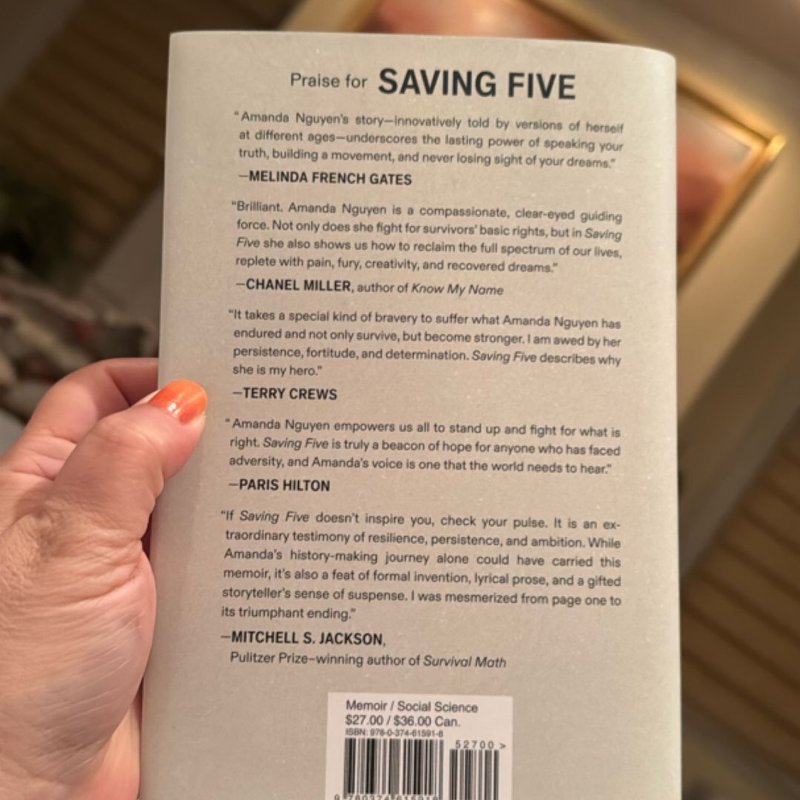 Praise for SAVING FIVE
“Amanda Nguyen's story—innovatively told by versions of herself
at different ages—underscores the lasting power of speaking your
truth, building a movement, and never losing sight of your dreams.”
—MELINDA FRENCH GATES
“Brilliant. Amanda Nguyen is a compassionate, clear-eyed guiding
force. Not only does she fight for survivors' basic rights, but in Saving
Five she also shows us how to reclaim the full spectrum of our lives,
replete with pain, fury, creativity, and recovered dreams.”
—CHANEL MILLER, author of Know My Name
“It takes a special kind of bravery to suffer what Amanda Nguyen has
endured and not only survive, but become stronger. I am awed by her
persistence, fortitude, and determination. Saving Five describes why
she is my hero.”
—TERRY CREWS
“Amanda Nguyen empowers us all to stand up and fight for what is
right. Saving Five is truly a beacon of hope for anyone who has faced
adversity, and Amanda's voice is one that the world needs to hear.”
—PARIS HILTON
“If Saving Five doesn't inspire you, check your pulse. It is an ex-
traordinary testimony of resilience, persistence, and ambition. While
Amanda's history-making journey alone could have carried this
memoir, it's also a feat of formal invention, lyrical prose, and a gifted
storyteller's sense of suspense. I was mesmerized from page one to
its triumphant ending.”
—MITCHELL S. JACKSON,
Pulitzer Prize–winning author of Survival Math
Memoir / Social Science
$27.00 / $36.00 Can.
ISBN: 978-0-374-61591-8
52700 >